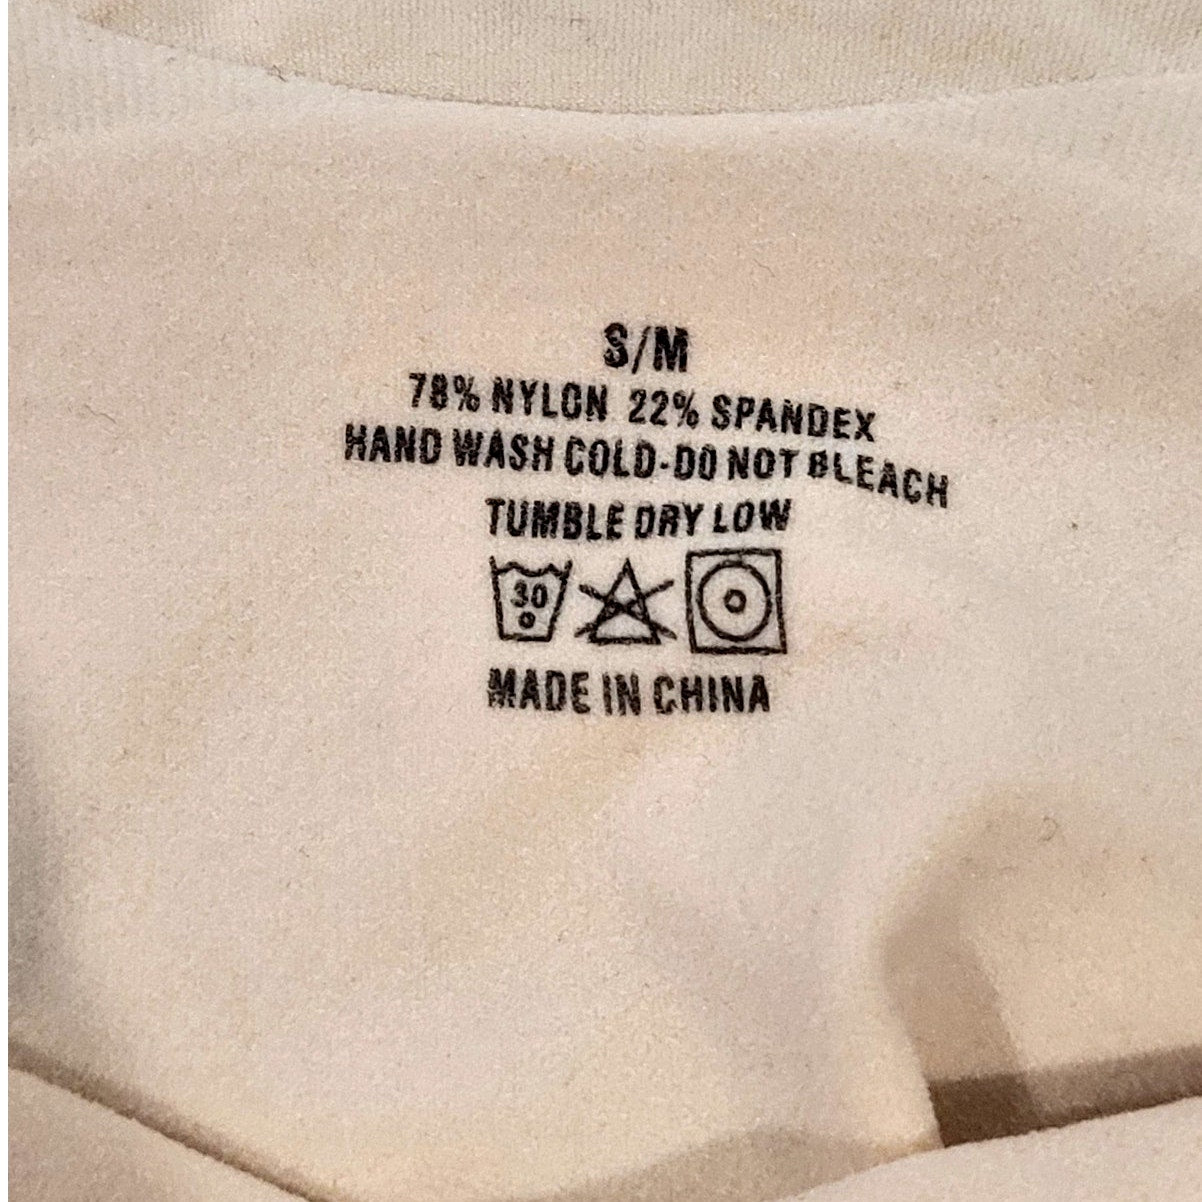 S/M
78% NYLON 22% SPANDEX
HAND WASH COLD-DO NOT BLEACH
TUMBLE DRY LOW
30
MADE IN CHINA